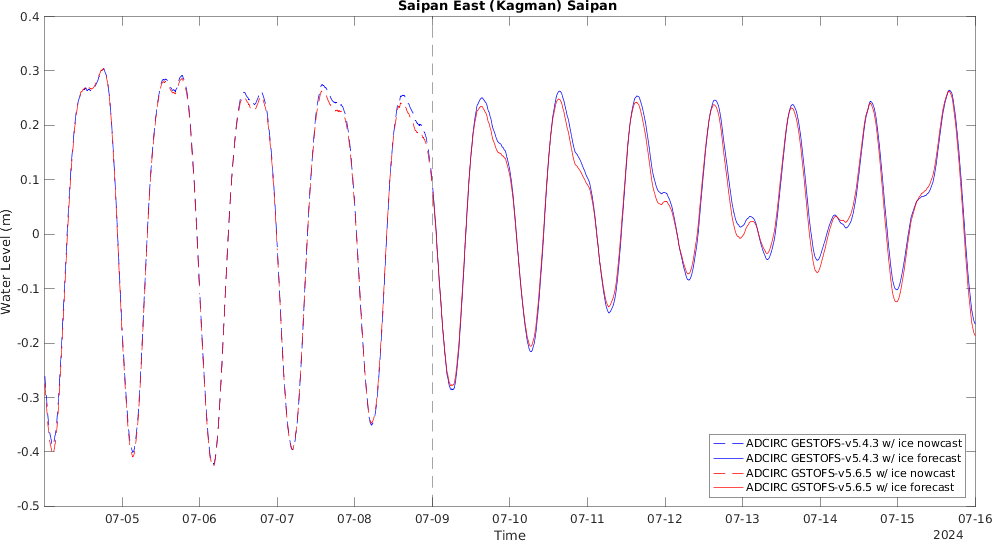 Saipan East (Kagman) Saipan
0.4
0.3
0.2
0.1
0
-0.1
-0.2
-0.3
-0.4
-0.5
Water Level (m)
ADCIRC GESTOFS-v5.4.3 w/ ice nowcast
ADCIRC GESTOFS-v5.4.3 w/ ice forecast
ADCIRC GSTOFS-v5.6.5 w/ ice nowcast
ADCIRC GSTOFS-v5.6.5 w/ ice forecast
07-05 07-06 07-07 07-08 07-09 07-10 07-11 07-12 07-13 07-14 07-15 07-16
Time
2024